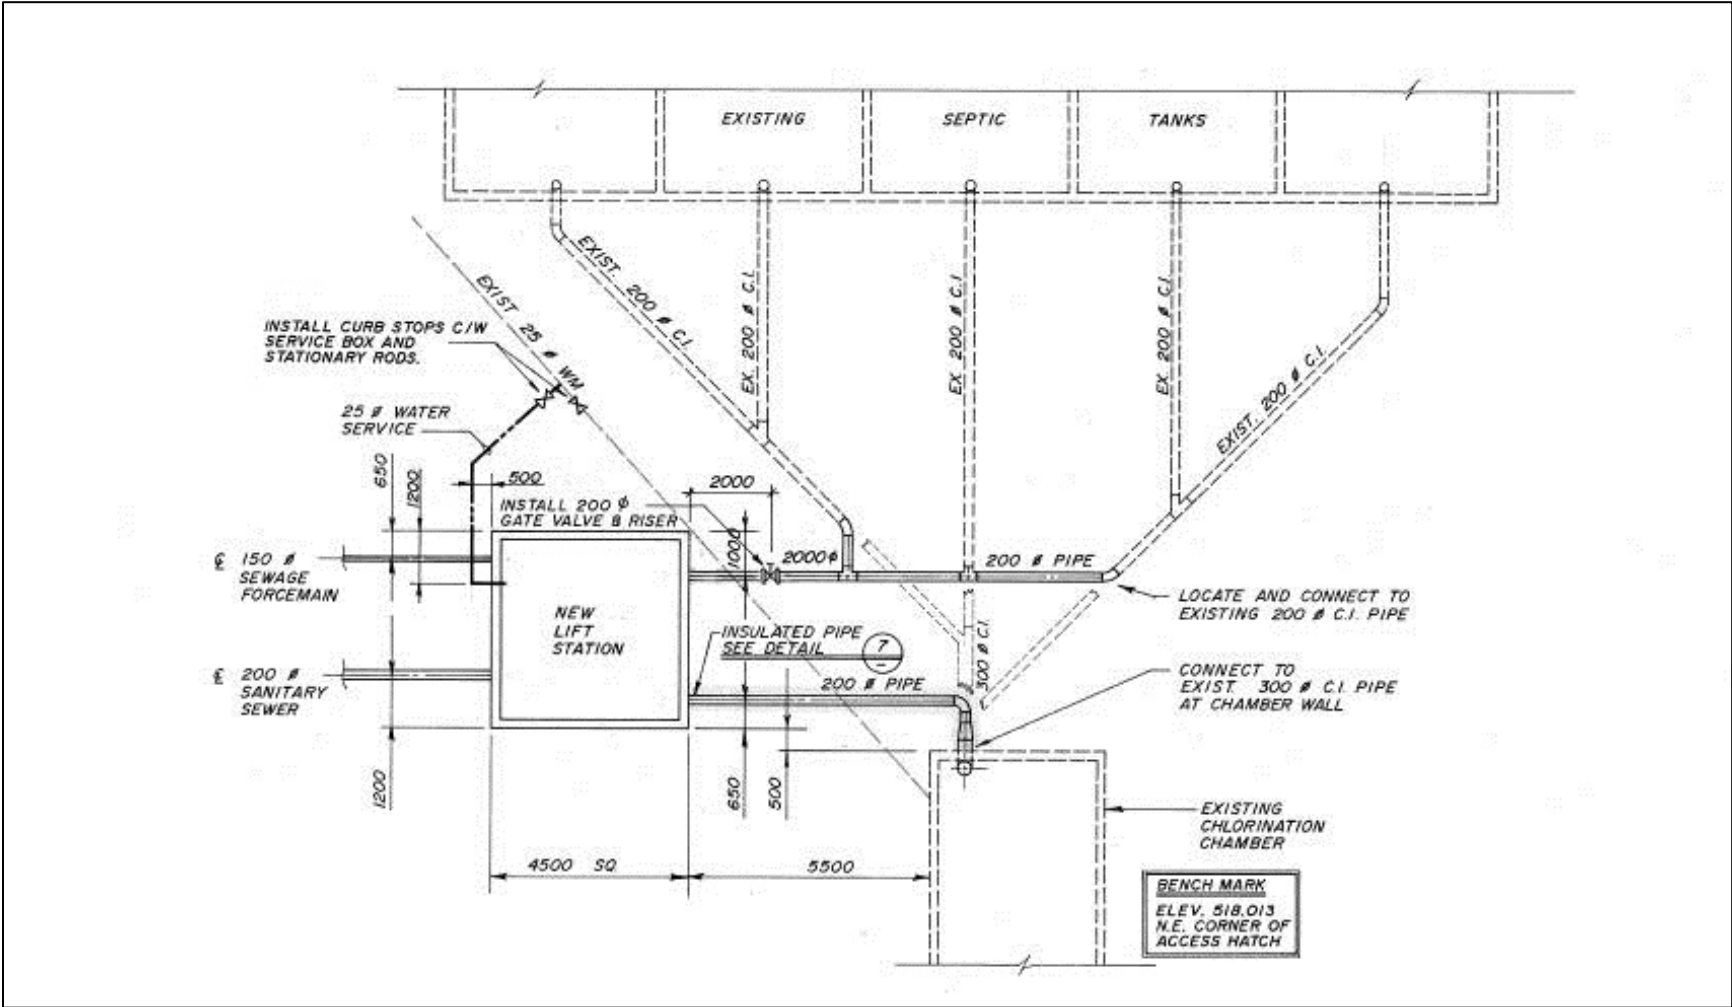 EXISTING
SEPTIC
TANKS
EXIST. 200 ø C.I.
EX. 200 ø C.I.
EX. 200 ø C.I.
EX. 200 ø C.I.
EXIST. 200 ø C.I.
EXIST 25 ø WM
INSTALL CURB STOPS C/W
SERVICE BOX AND
STATIONARY RODS.
25 ø WATER
SERVICE
650
1200
500
2000
INSTALL 200 ø
GATE VALVE & RISER
1000
2000ø
200 ø PIPE
℄ 150 ø
SEWAGE
FORCEMAIN
LOCATE AND CONNECT TO
EXISTING 200 ø C.I. PIPE
NEW
LIFT
STATION
INSULATED PIPE
SEE DETAIL
7
–
300 ø C.I.
℄ 200 ø
SANITARY
SEWER
200 ø PIPE
CONNECT TO
EXIST. 300 ø C.I. PIPE
AT CHAMBER WALL
1200
650
500
EXISTING
CHLORINATION
CHAMBER
4500 SQ.
5500
BENCH MARK
ELEV. 518.013
N.E. CORNER OF
ACCESS HATCH